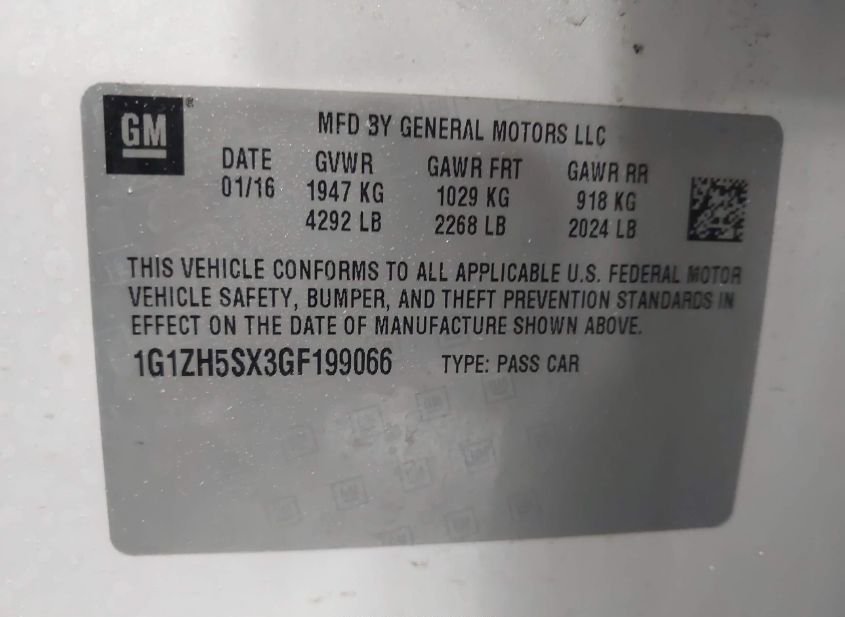 GM®
MFD BY GENERAL MOTORS LLC
DATE GVWR GAWR FRT GAWR RR
01/16 1947 KG 1029 KG 918 KG
4292 LB 2268 LB 2024 LB
THIS VEHICLE CONFORMS TO ALL APPLICABLE U.S. FEDERAL MOTOR
VEHICLE SAFETY, BUMPER, AND THEFT PREVENTION STANDARDS IN
EFFECT ON THE DATE OF MANUFACTURE SHOWN ABOVE.
1G1ZH5SX3GF199066 TYPE: PASS CAR